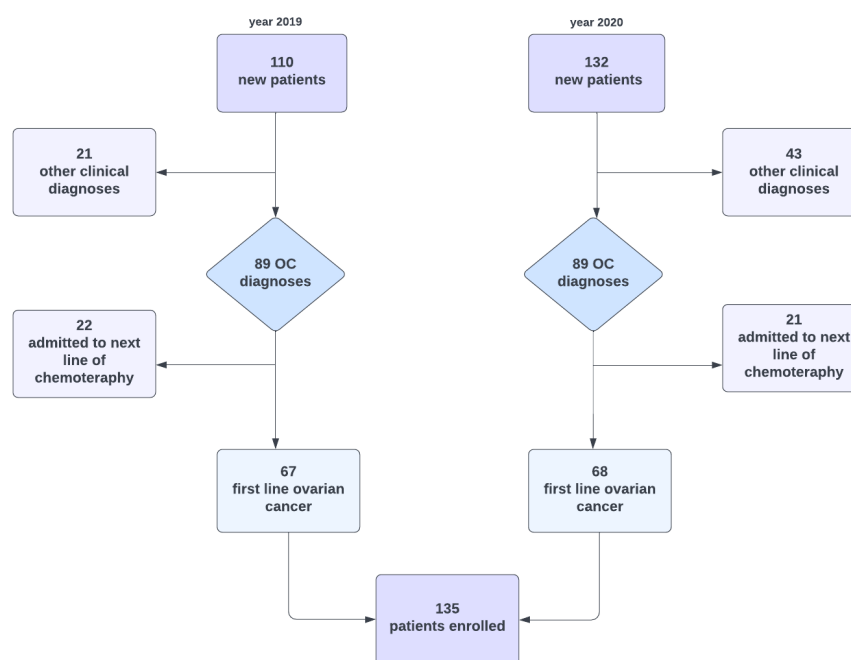 year 2019
year 2020
110
new patients
132
new patients
21
other clinical
diagnoses
43
other clinical
diagnoses
89 OC
diagnoses
89 OC
diagnoses
22
admitted to next
line of
chemoteraphy
21
admitted to next
line of
chemoteraphy
67
first line ovarian
cancer
68
first line ovarian
cancer
135
patients enrolled